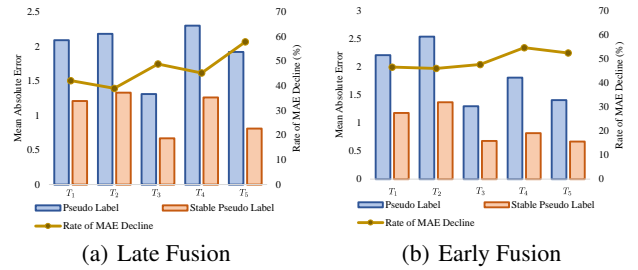 2.5
2
1.5
1
0.5
0
Mean Absolute Error
70
60
50
40
30
20
10
0
Rate of MAE Decline (%)
T1 T2 T3 T4 T5
Pseudo Label Stable Pseudo Label
Rate of MAE Decline
(a) Late Fusion
3
2.5
2
1.5
1
0.5
0
Mean Absolute Error
70
60
50
40
30
20
10
0
Rate of MAE Decline (%)
T1 T2 T3 T4 T5
Pseudo Label Stable Pseudo Label
Rate of MAE Decline
(b) Early Fusion